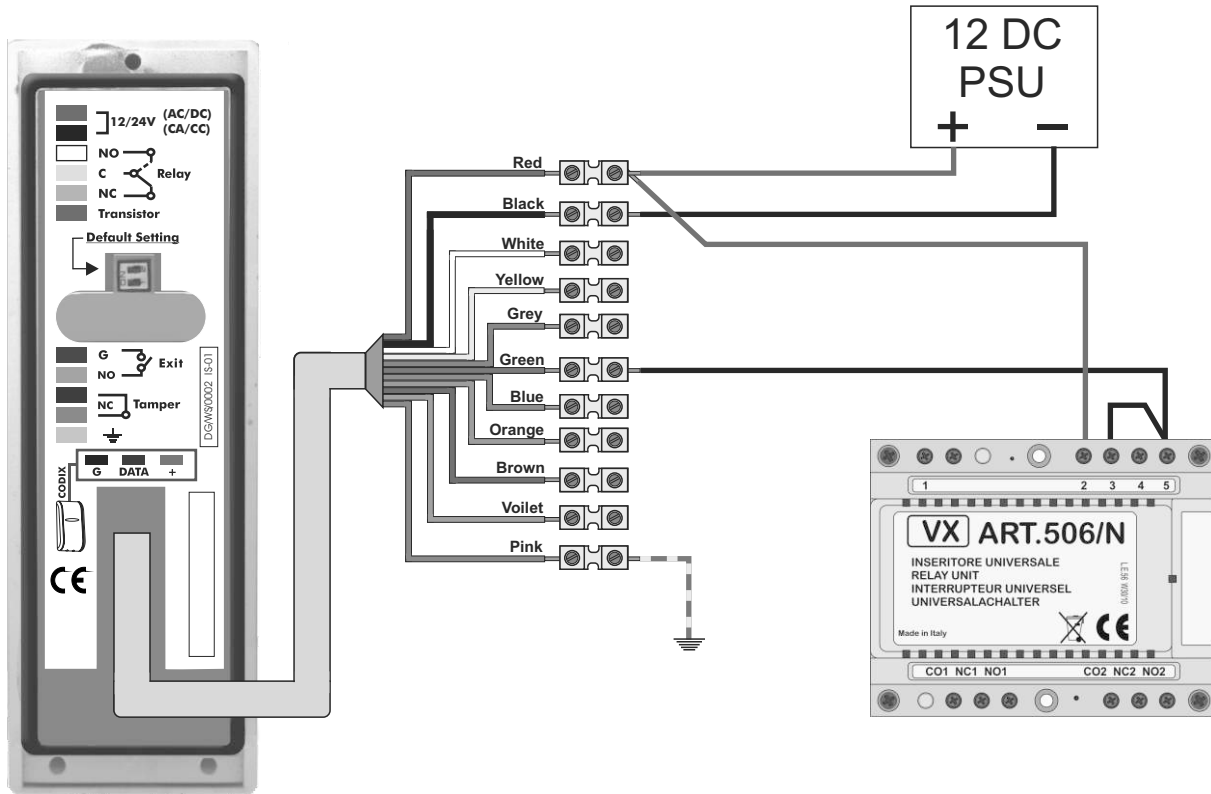 12 DC
PSU
+ −
12/24V (AC/DC)
(CA/CC)
NO
C Relay
NC
Transistor
Default Setting
ON
G Exit
NO
NC Tamper
DG/WS/0002 IS-01
G DATA +
CODIX
CE
Red
Black
White
Yellow
Grey
Green
Blue
Orange
Brown
Voilet
Pink
1 2 3 4 5
VX ART.506/N
INSERITORE UNIVERSALE
RELAY UNIT
INTERRUPTEUR UNIVERSEL
UNIVERSALACHALTER
Made in Italy
CE
CO1 NC1 NO1 CO2 NC2 NO2